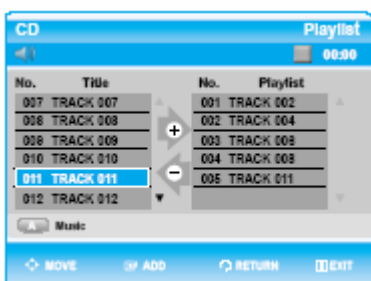 CD Playlist
00:00
No. Title No. Playlist
007 TRACK 007 001 TRACK 002
008 TRACK 008 002 TRACK 004
009 TRACK 009 003 TRACK 006
010 TRACK 010 004 TRACK 008
011 TRACK 011 005 TRACK 011
012 TRACK 012
A Music
MOVE ADD RETURN EXIT